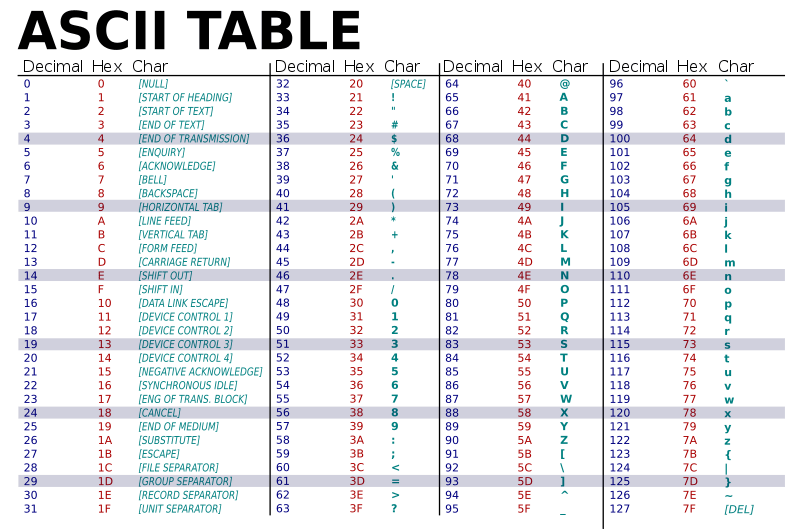 ASCII TABLE
Decimal Hex Char Decimal Hex Char Decimal Hex Char Decimal Hex Char
0 0 [NULL] 32 20 [SPACE] 64 40 @ 96 60 `
1 1 [START OF HEADING] 33 21 ! 65 41 A 97 61 a
2 2 [START OF TEXT] 34 22 " 66 42 B 98 62 b
3 3 [END OF TEXT] 35 23 # 67 43 C 99 63 c
4 4 [END OF TRANSMISSION] 36 24 $ 68 44 D 100 64 d
5 5 [ENQUIRY] 37 25 % 69 45 E 101 65 e
6 6 [ACKNOWLEDGE] 38 26 & 70 46 F 102 66 f
7 7 [BELL] 39 27 ' 71 47 G 103 67 g
8 8 [BACKSPACE] 40 28 ( 72 48 H 104 68 h
9 9 [HORIZONTAL TAB] 41 29 ) 73 49 I 105 69 i
10 A [LINE FEED] 42 2A * 74 4A J 106 6A j
11 B [VERTICAL TAB] 43 2B + 75 4B K 107 6B k
12 C [FORM FEED] 44 2C , 76 4C L 108 6C l
13 D [CARRIAGE RETURN] 45 2D - 77 4D M 109 6D m
14 E [SHIFT OUT] 46 2E . 78 4E N 110 6E n
15 F [SHIFT IN] 47 2F / 79 4F O 111 6F o
16 10 [DATA LINK ESCAPE] 48 30 0 80 50 P 112 70 p
17 11 [DEVICE CONTROL 1] 49 31 1 81 51 Q 113 71 q
18 12 [DEVICE CONTROL 2] 50 32 2 82 52 R 114 72 r
19 13 [DEVICE CONTROL 3] 51 33 3 83 53 S 115 73 s
20 14 [DEVICE CONTROL 4] 52 34 4 84 54 T 116 74 t
21 15 [NEGATIVE ACKNOWLEDGE] 53 35 5 85 55 U 117 75 u
22 16 [SYNCHRONOUS IDLE] 54 36 6 86 56 V 118 76 v
23 17 [ENG OF TRANS. BLOCK] 55 37 7 87 57 W 119 77 w
24 18 [CANCEL] 56 38 8 88 58 X 120 78 x
25 19 [END OF MEDIUM] 57 39 9 89 59 Y 121 79 y
26 1A [SUBSTITUTE] 58 3A : 90 5A Z 122 7A z
27 1B [ESCAPE] 59 3B ; 91 5B [ 123 7B {
28 1C [FILE SEPARATOR] 60 3C < 92 5C \ 124 7C |
29 1D [GROUP SEPARATOR] 61 3D = 93 5D ] 125 7D }
30 1E [RECORD SEPARATOR] 62 3E > 94 5E ^ 126 7E ~
31 1F [UNIT SEPARATOR] 63 3F ? 95 5F _ 127 7F [DEL]